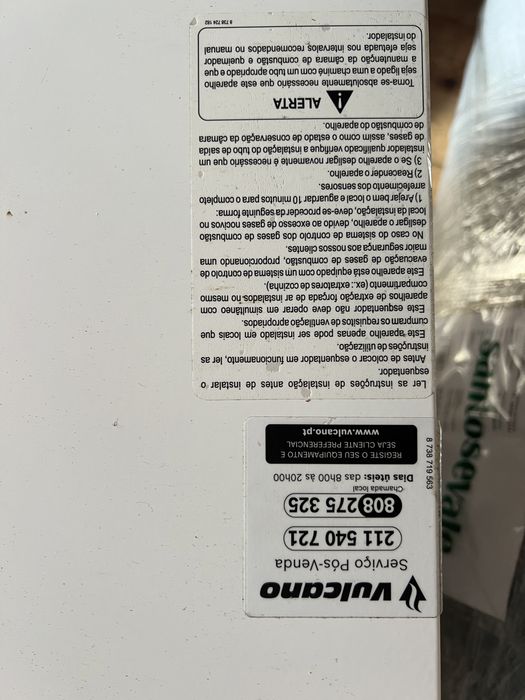 Vulcano
Serviço Pós-Venda
211 540 721
808 275 325
Chamada local
Dias úteis: das 8h00 às 20h00
REGISTE O SEU EQUIPAMENTO E
SEJA CLIENTE PREFERENCIAL
www.vulcano.pt
8 738 719 563
Ler as instruções de instalação antes de instalar o
esquentador.
Antes de colocar o esquentador em funcionamento, ler as
instruções de utilização.
Este aparelho apenas pode ser instalado em locais que
cumpram os requisitos de ventilação apropriados.
Este esquentador não deve operar em simultâneo com
aparelhos de extração forçada de ar instalados no mesmo
compartimento (ex.: extratores de cozinha).
Este aparelho está equipado com um sistema de controlo de
evacuação de gases de combustão, proporcionando uma
maior segurança aos nossos clientes.
No caso do sistema de controlo dos gases de combustão
desligar o aparelho, devido ao excesso de gases nocivos no
local da instalação, deve-se proceder da seguinte forma:
1) Arejar bem o local e aguardar 10 minutos para o completo
arrefecimento dos sensores.
2) Reacender o aparelho.
3) Se o aparelho desligar novamente é necessário que um
instalador qualificado verifique a instalação do tubo de saída
de gases, assim como o estado de conservação da câmara
de combustão do aparelho.
ALERTA
Torna-se absolutamente necessário que este aparelho
seja ligado a uma chaminé com um tubo apropriado e que
a manutenção da câmara de combustão e queimador
seja efetuada nos intervalos recomendados no manual
do instalador.
8 738 726 182
Santosevale